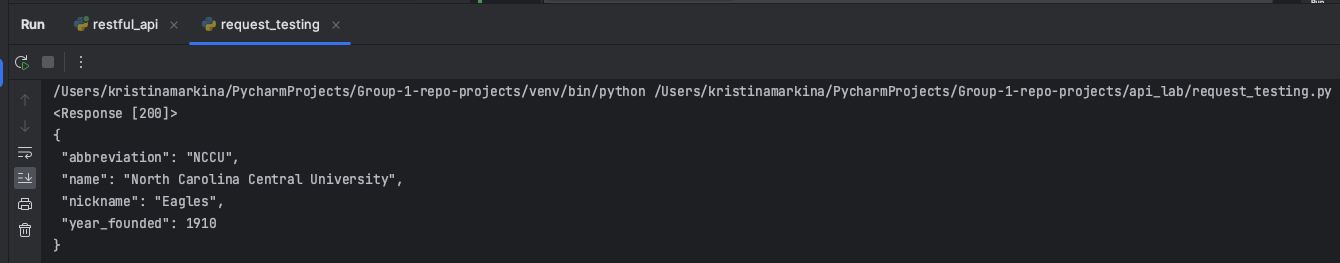 Run
restful_api
request_testing
/Users/kristinamarkina/PycharmProjects/Group-1-repo-projects/venv/bin/python /Users/kristinamarkina/PycharmProjects/Group-1-repo-projects/api_lab/request_testing.py
<Response [200]>
{
 "abbreviation": "NCCU",
 "name": "North Carolina Central University",
 "nickname": "Eagles",
 "year_founded": 1910
}